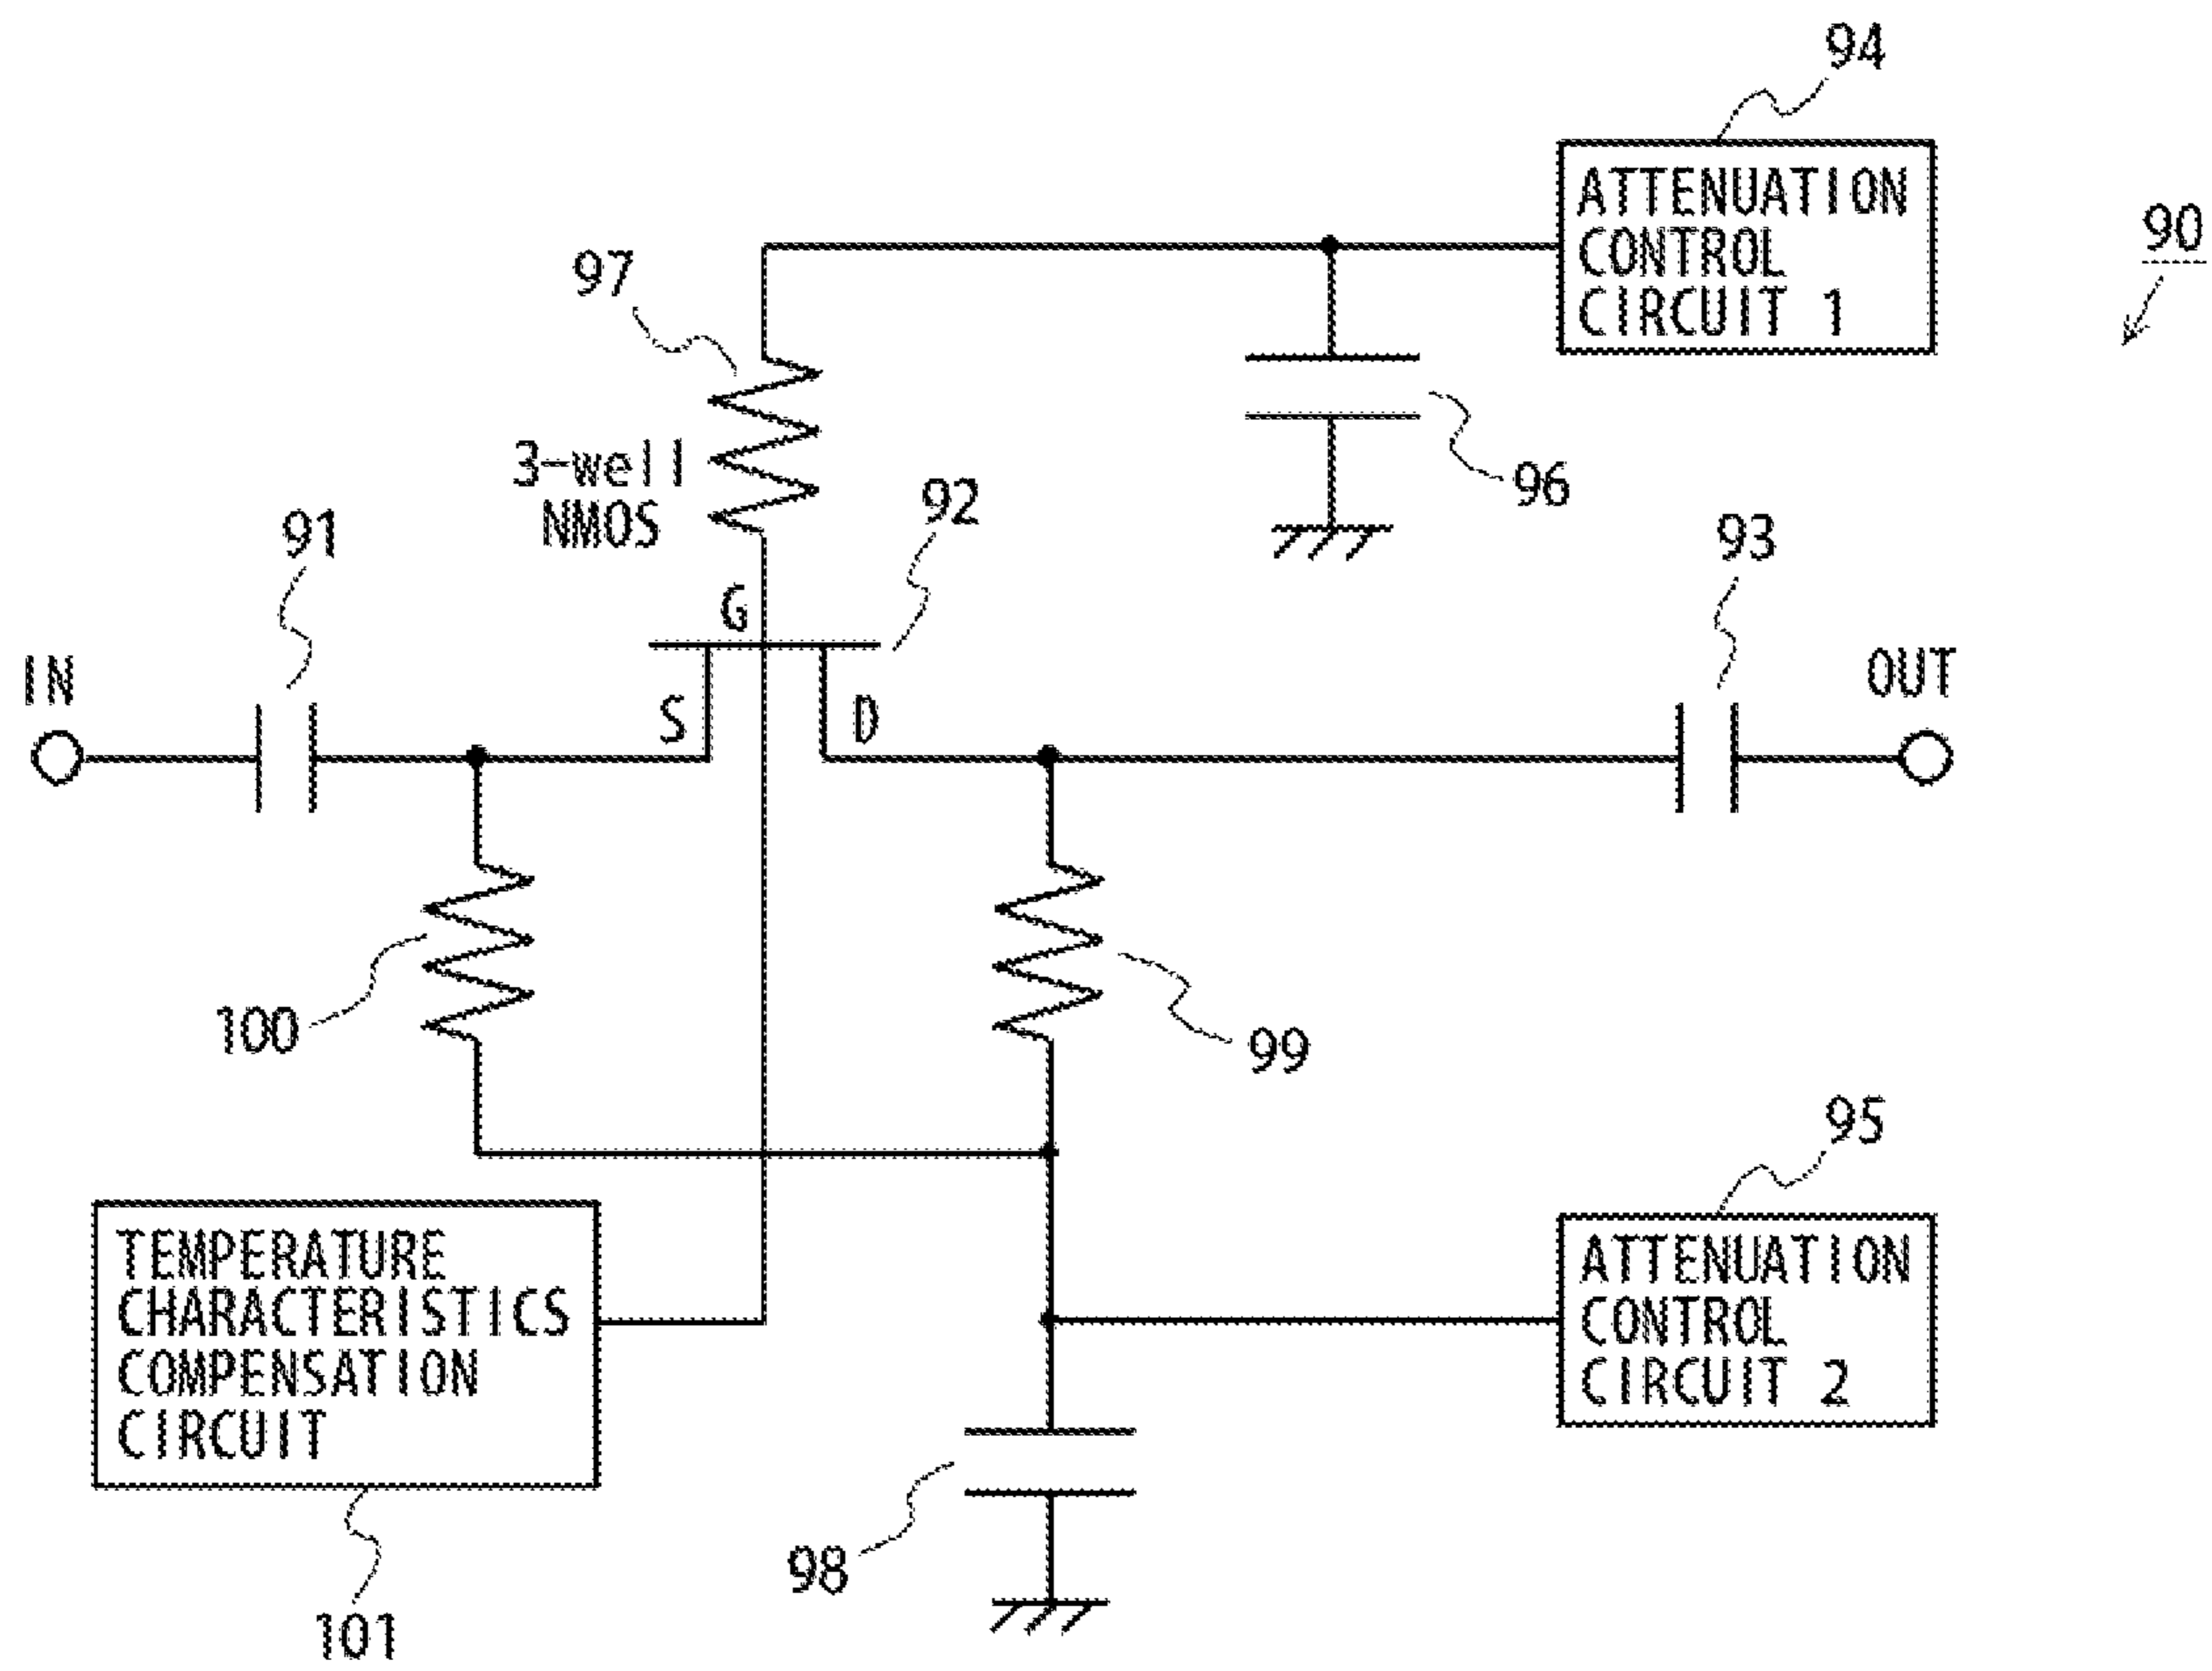 94
ATTENUATION
CONTROL
CIRCUIT 1
90
97
3-well
NMOS
96
92
91
93
G
IN
S
D
OUT
100
99
95
TEMPERATURE
CHARACTERISTICS
COMPENSATION
CIRCUIT
ATTENUATION
CONTROL
CIRCUIT 2
98
101